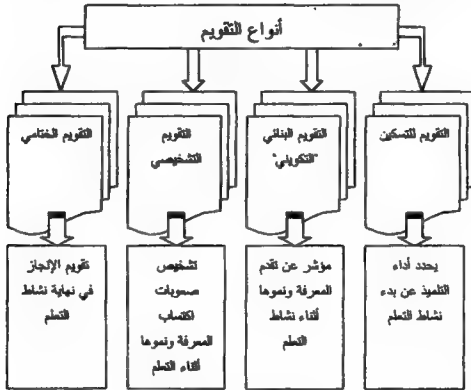 أنواع التقويم
التقويم للتسكين
التقويم البنائي
"التكويني"
التقويم
التشخيصي
التقويم الختامي
يحدد أداء
التلميذ عن بدء
نشاط التعلم
مؤشر عن تقدم
المعرفة ونموها
أثناء نشاط
التعلم
تشخيص
صعوبات
اكتساب
المعرفة ونموها
أثناء التعلم
تقويم الإنجاز
في نهاية نشاط
التعلم